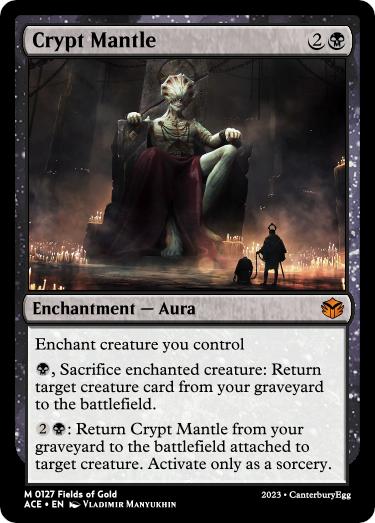 Crypt Mantle 2
Enchantment — Aura
Enchant creature you control
, Sacrifice enchanted creature: Return
target creature card from your graveyard
to the battlefield.
2 : Return Crypt Mantle from your
graveyard to the battlefield attached to
target creature. Activate only as a sorcery.
M 0127 Fields of Gold
ACE • EN Vladimir Manyukhin
2023 • CanterburyEgg